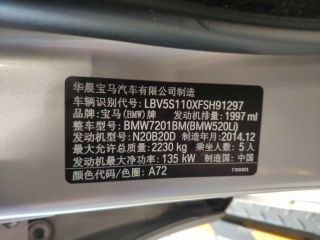 华晨宝马汽车有限公司制造
车辆识别代号 LBV5S110XFSH91297
品牌: 宝马(BMW)牌 发动机排量: 1997 ml
整车型号: BMW7201BM(BMW520Li)
发动机型号: N20B20D 制造年月: 2014.12
最大允许总质量: 2230 kg 乘坐人数: 5人
发动机最大净功率: 135 kW 制造国: 中国
颜色代码/色圈: A72